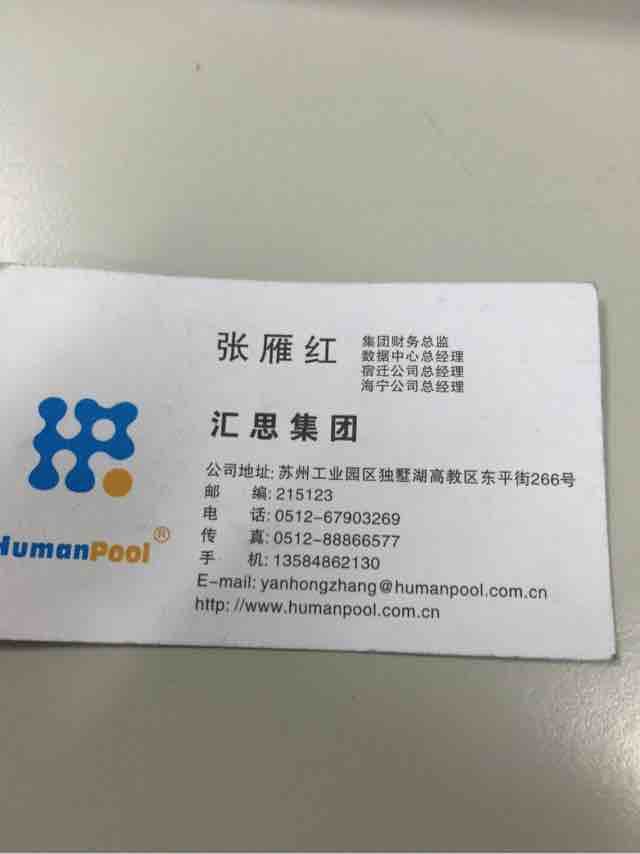 张雁红
集团财务总监
数据中心总经理
宿迁公司总经理
海宁公司总经理
汇思集团
公司地址: 苏州工业园区独墅湖高教区东平街266号
邮 编: 215123
电 话: 0512-67903269
传 真: 0512-88866577
手 机: 13584862130
E-mail: yanhongzhang@humanpool.com.cn
http: //www.humanpool.com.cn
HumanPool®